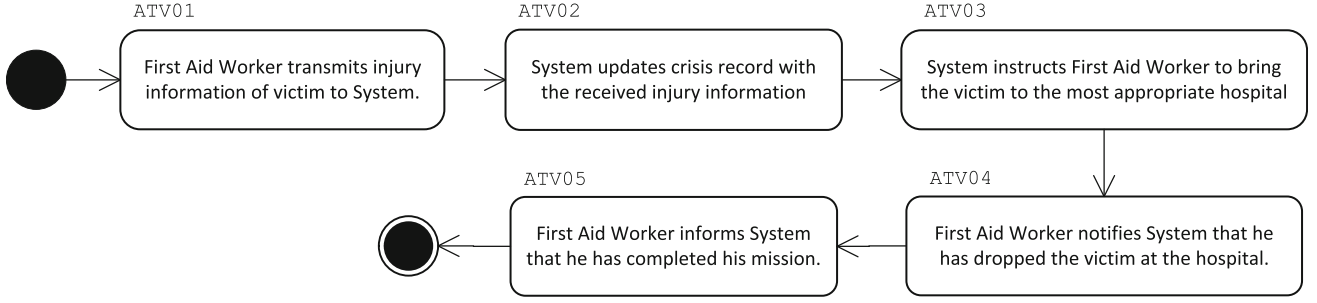 ATV01
First Aid Worker transmits injury
information of victim to System.
ATV02
System updates crisis record with
the received injury information
ATV03
System instructs First Aid Worker to bring
the victim to the most appropriate hospital
ATV04
First Aid Worker notifies System that he
has dropped the victim at the hospital.
ATV05
First Aid Worker informs System
that he has completed his mission.